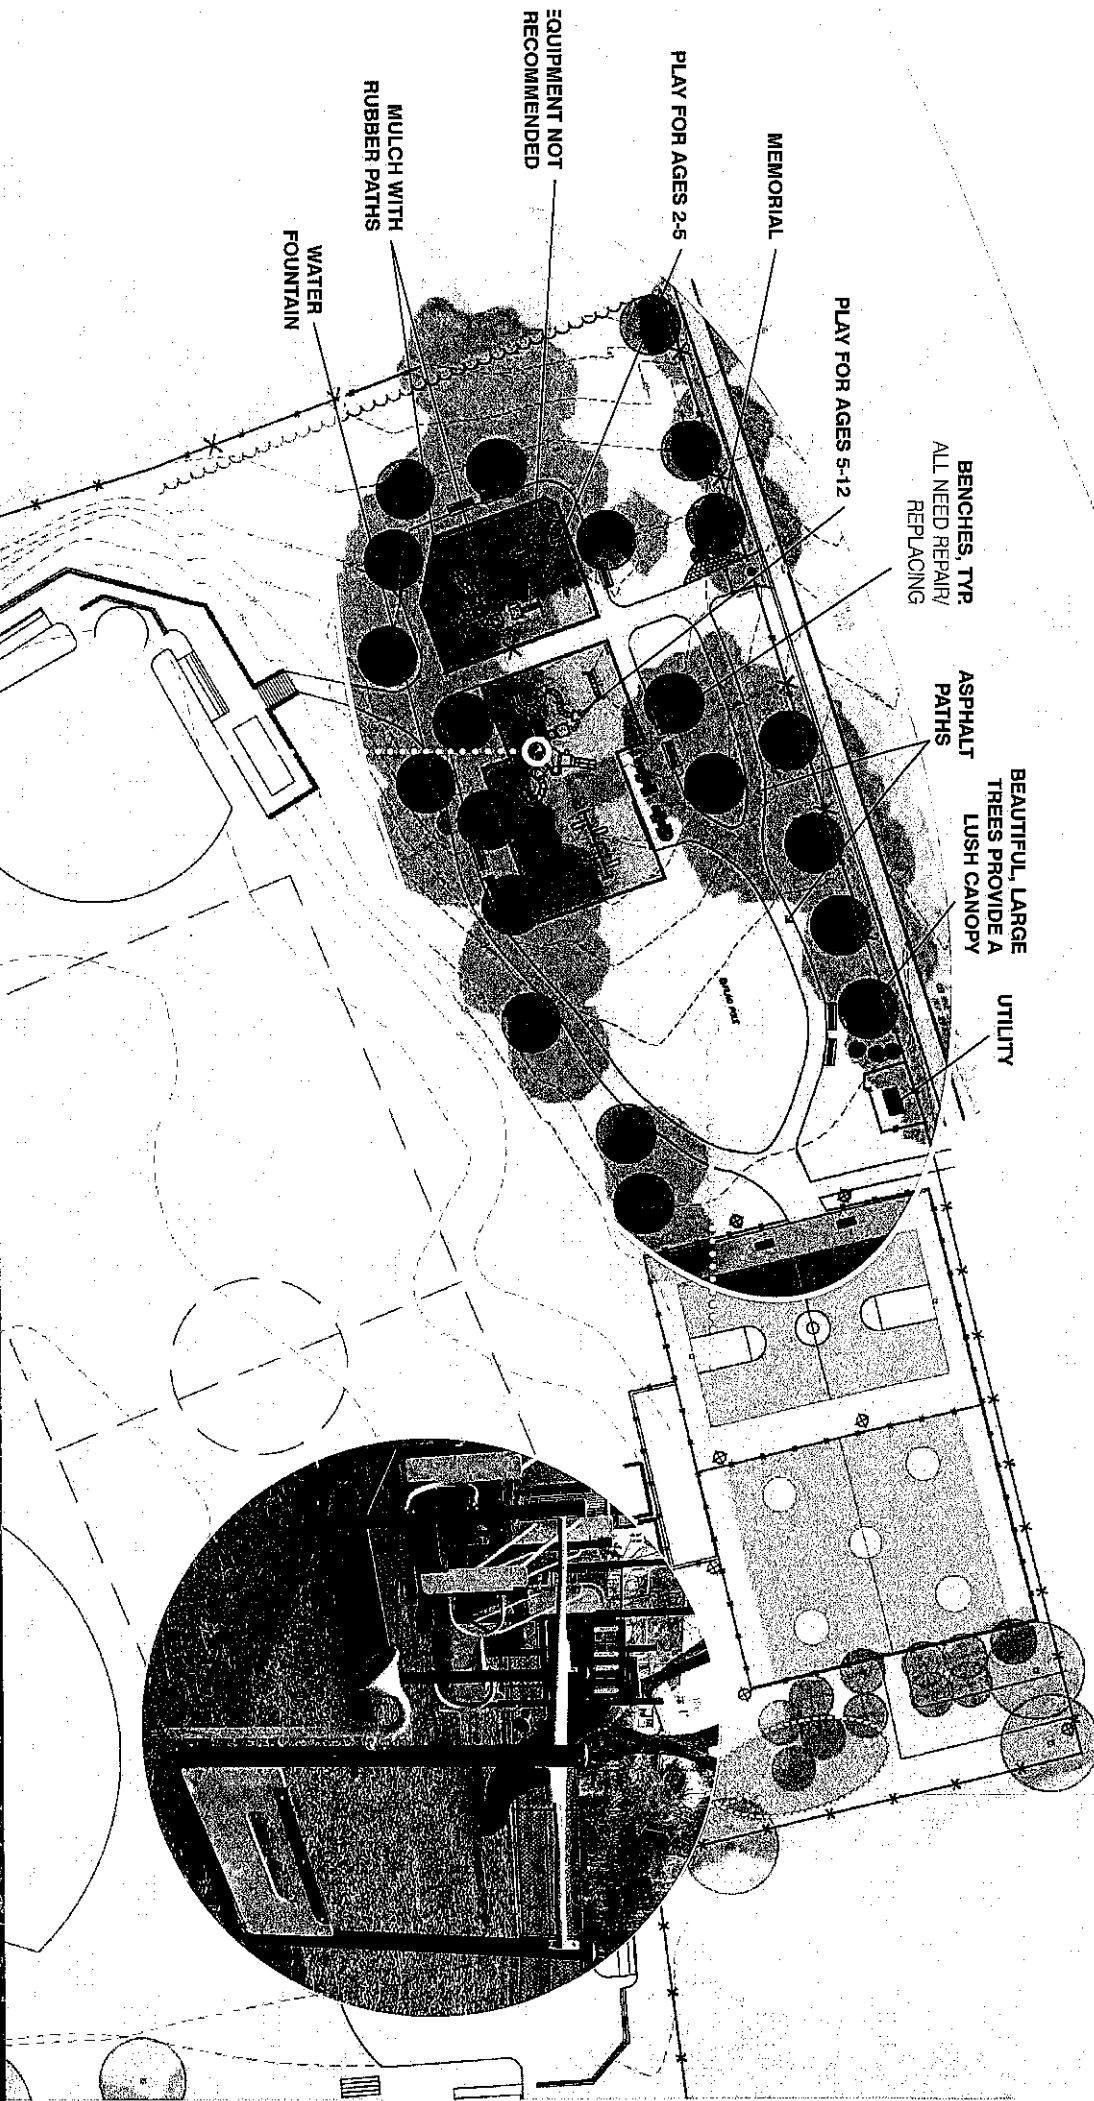 EQUIPMENT NOT
RECOMMENDED
MULCH WITH
RUBBER PATHS
WATER
FOUNTAIN
PLAY FOR AGES 2-5
MEMORIAL
PLAY FOR AGES 5-12
BENCHES, TYP.
ALL NEED REPAIR/
REPLACING
ASPHALT
PATHS
BEAUTIFUL, LARGE
TREES PROVIDE A
LUSH CANOPY
UTILITY